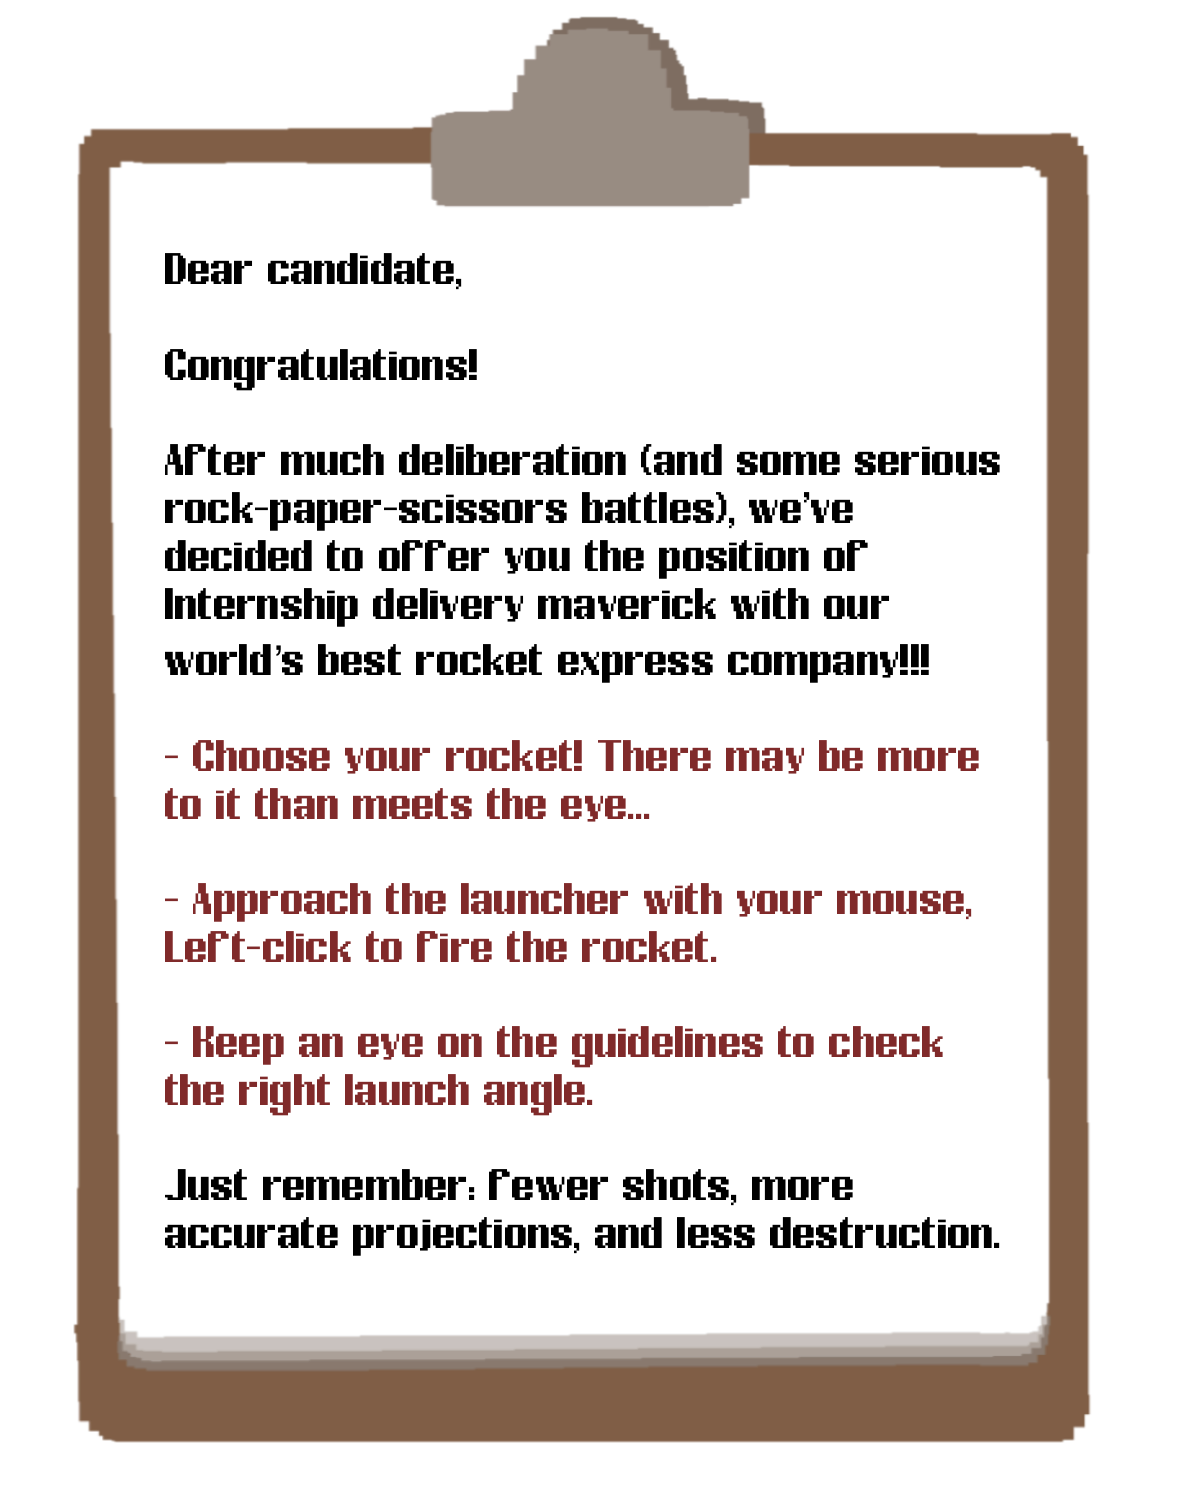 Dear candidate,
Congratulations!
After much deliberation (and some serious
rock-paper-scissors battles), we've
decided to offer you the position of
Internship delivery maverick with our
world's best rocket express company!!!
- Choose your rocket! There may be more
to it than meets the eye...
- Approach the launcher with your mouse,
Left-click to fire the rocket.
- Keep an eye on the guidelines to check
the right launch angle.
Just remember: fewer shots, more
accurate projections, and less destruction.